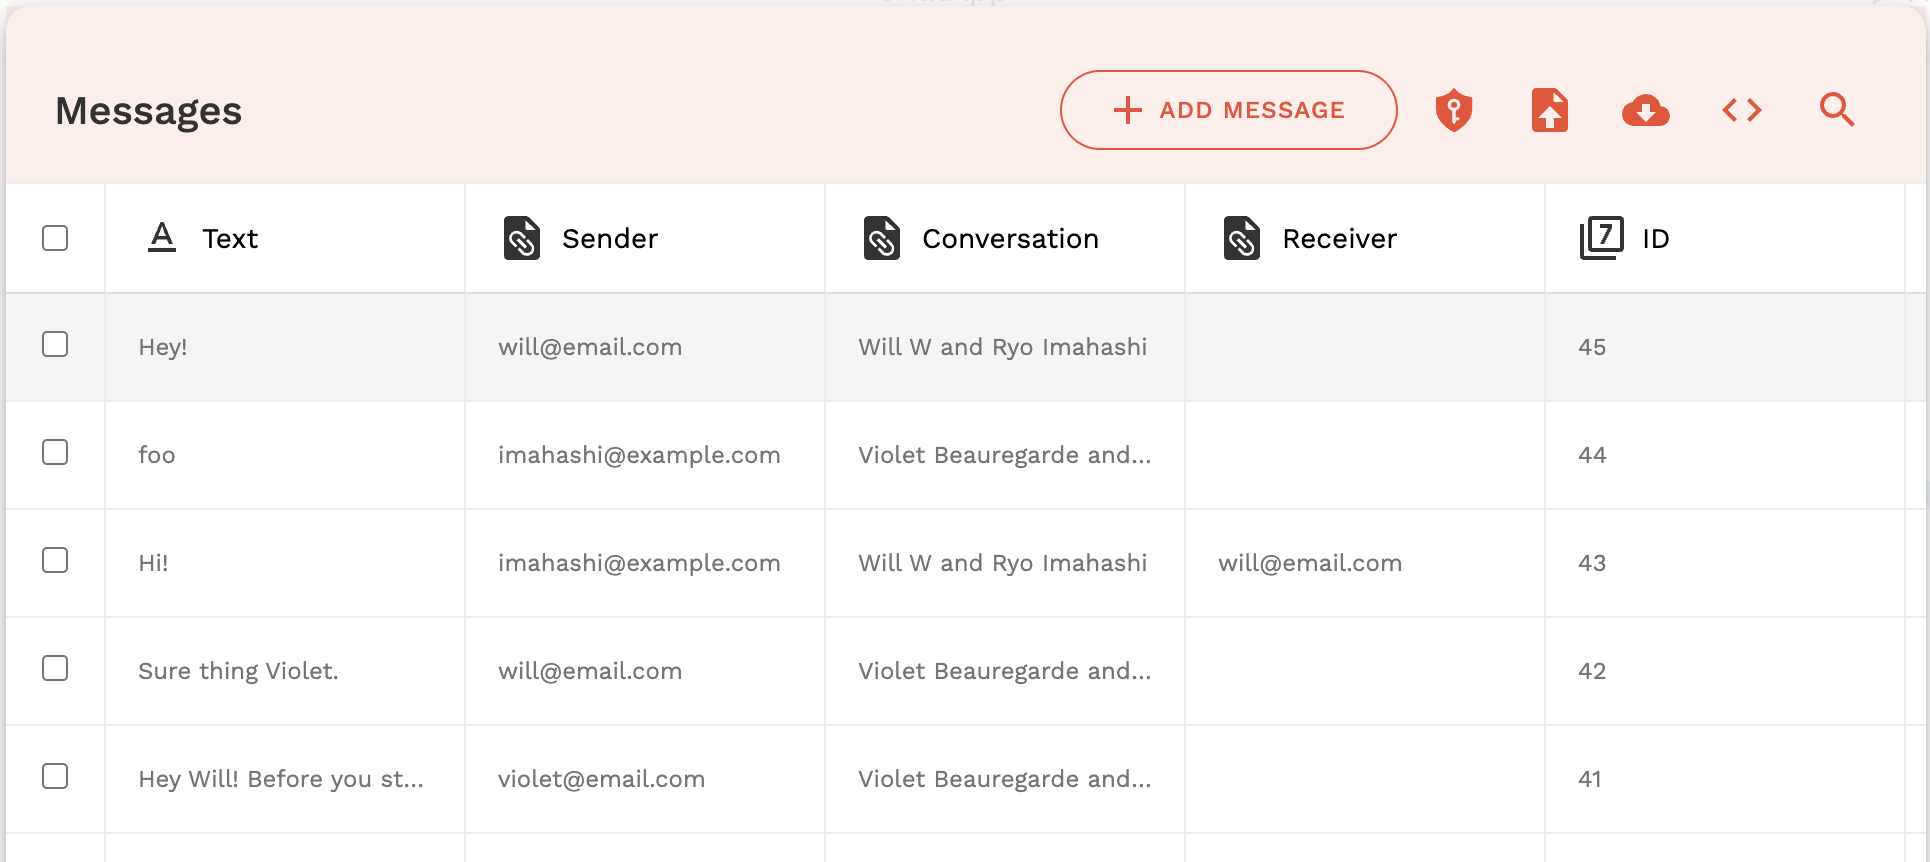 Messages
ADD MESSAGE
Text Sender Conversation Receiver 7 ID
Hey! will@email.com Will W and Ryo Imahashi 45
foo imahashi@example.com Violet Beauregarde and... 44
Hi! imahashi@example.com Will W and Ryo Imahashi will@email.com 43
Sure thing Violet. will@email.com Violet Beauregarde and... 42
Hey Will! Before you st... violet@email.com Violet Beauregarde and... 41